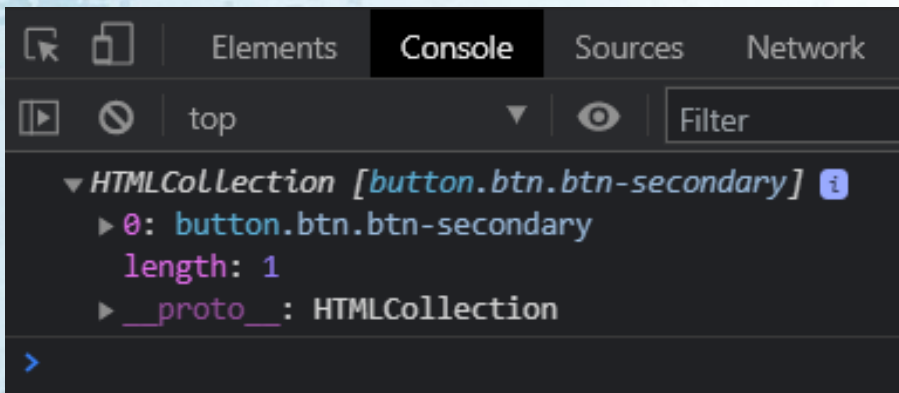 Elements Console Sources Network
top Filter
HTMLCollection [button.btn.btn-secondary] i
0: button.btn.btn-secondary
length: 1
__proto__: HTMLCollection
>